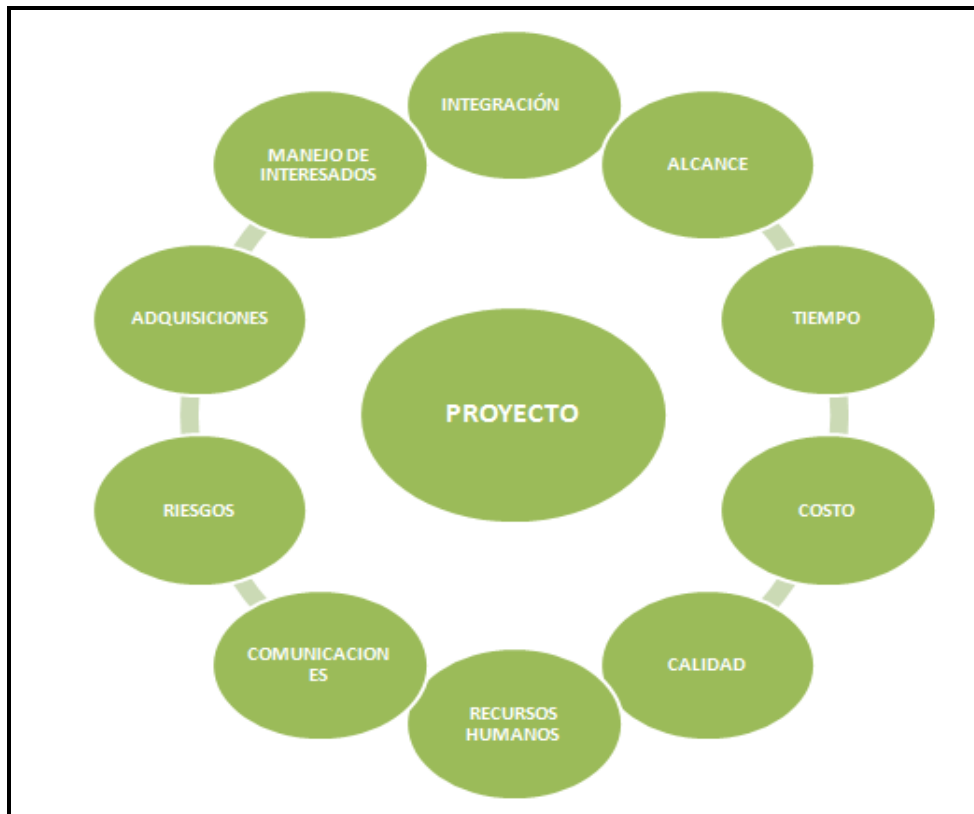 INTEGRACIÓN
ALCANCE
TIEMPO
COSTO
CALIDAD
RECURSOS
HUMANOS
COMUNICACION
ES
RIESGOS
ADQUISICIONES
MANEJO DE
INTERESADOS
PROYECTO